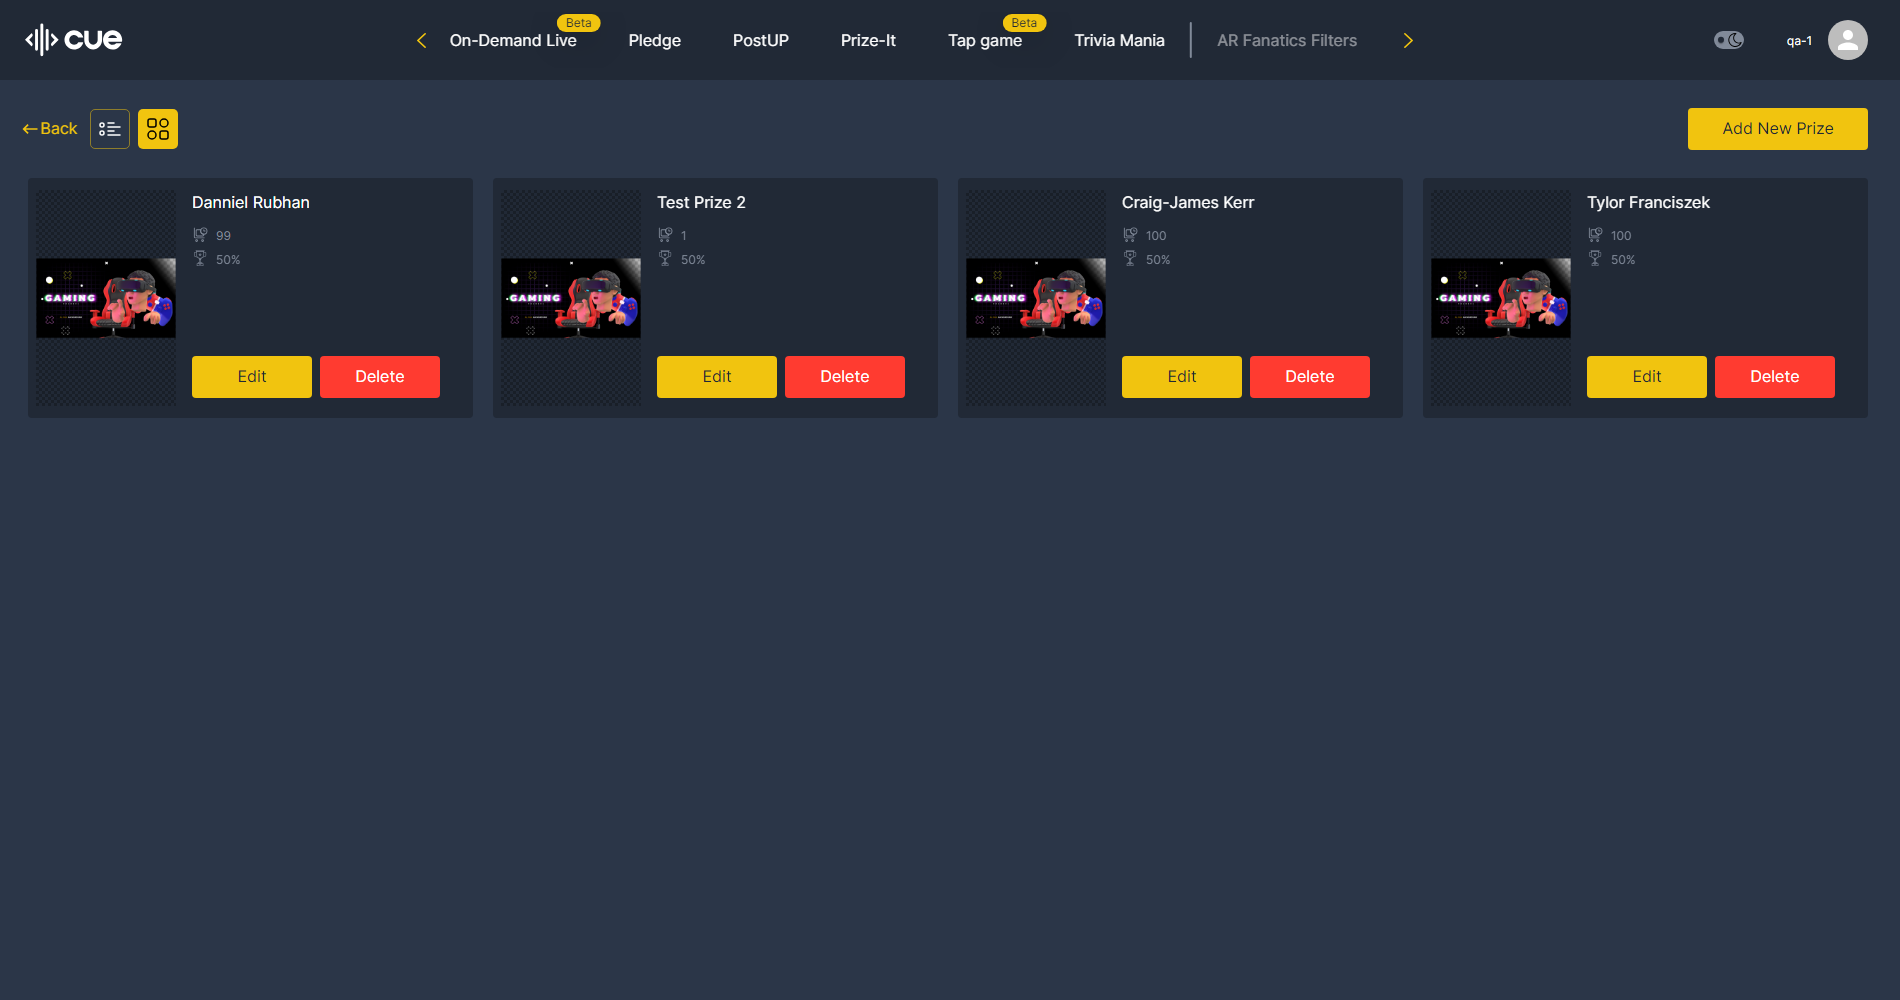 cue
On-Demand Live
Beta
Pledge
PostUP
Prize-It
Tap game
Beta
Trivia Mania
AR Fanatics Filters
qa-1
Back
Add New Prize
Danniel Rubhan
99
50%
GAMING
Edit
Delete
Test Prize 2
1
50%
GAMING
Edit
Delete
Craig-James Kerr
100
50%
GAMING
Edit
Delete
Tylor Franciszek
100
50%
GAMING
Edit
Delete